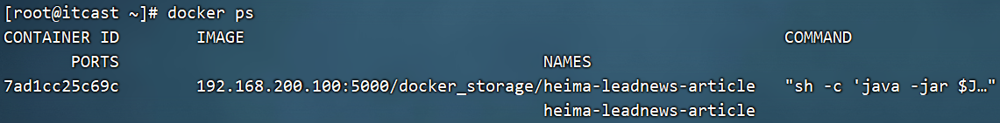 [root@itcast ~]# docker ps
CONTAINER ID        IMAGE                                                        COMMAND
       PORTS                                            NAMES
7ad1cc25c69c        192.168.200.100:5000/docker_storage/heima-leadnews-article   "sh -c 'java -jar $J…"
                                                        heima-leadnews-article